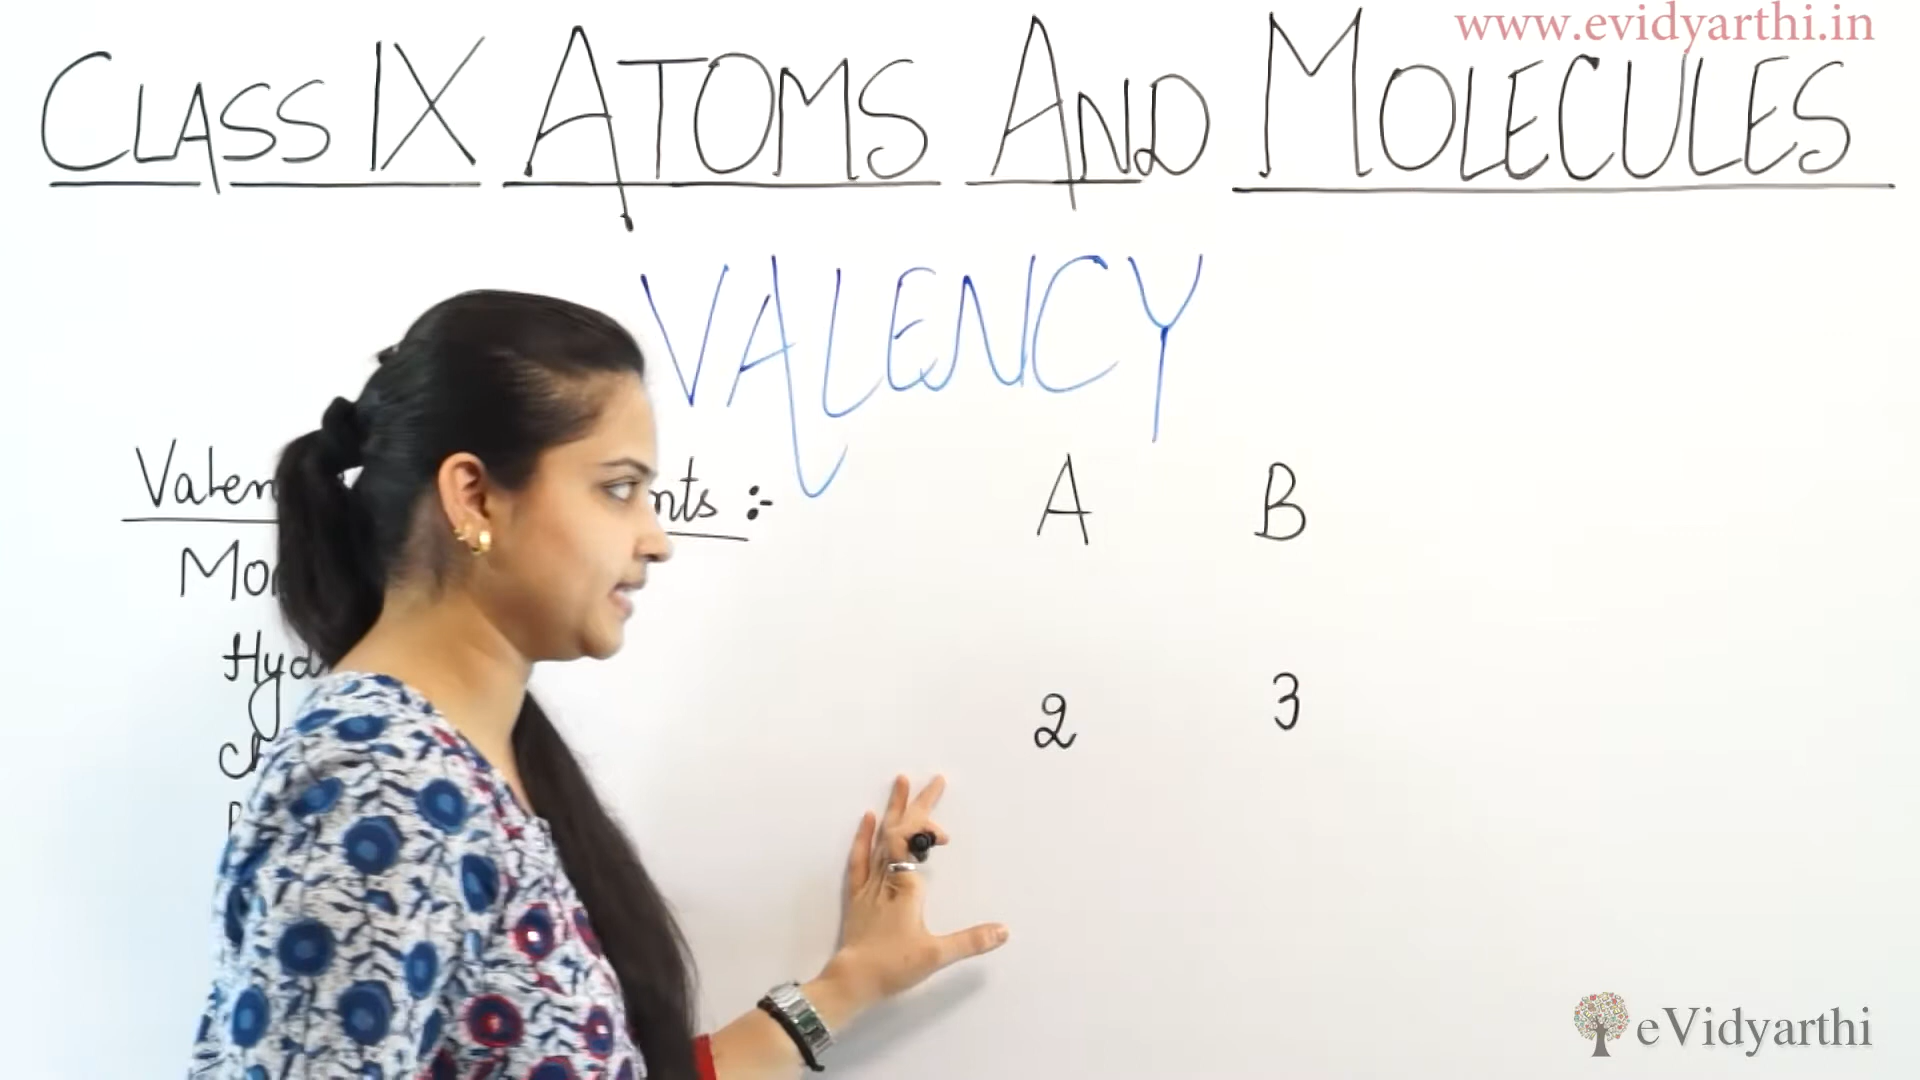 www.evidyarthi.in
CLASS IX ATOMS AND MOLECULES
VALENCY
:-
A B
2 3
eVidyarthi